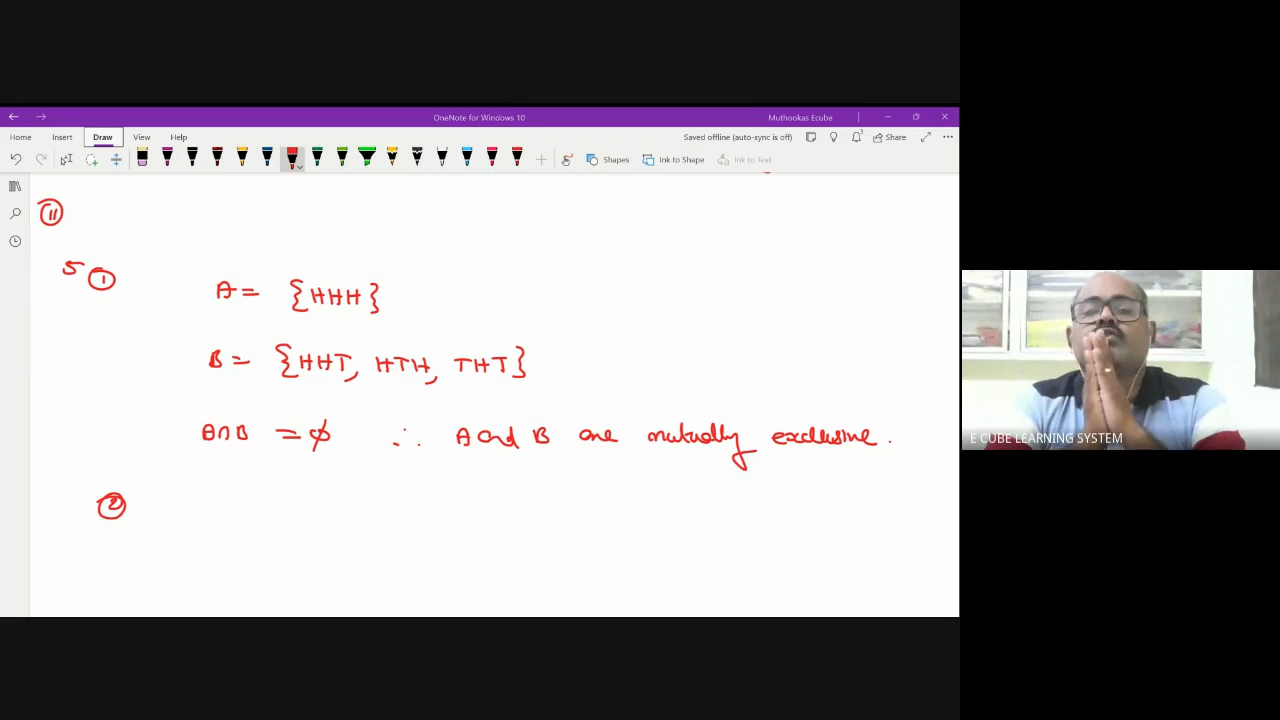 OneNote for Windows 10
Muthookas Ecube
Home Insert Draw View Help
Saved offline (auto-sync is off)
3
Share
Shapes
Ink to Shape
Ink to Text
11
5 1
A = {HHH}
B = {HHT, HTH, THT}
A∩B = φ ∴ A and B are mutually exclusive.
2
E CUBE LEARNING SYSTEM